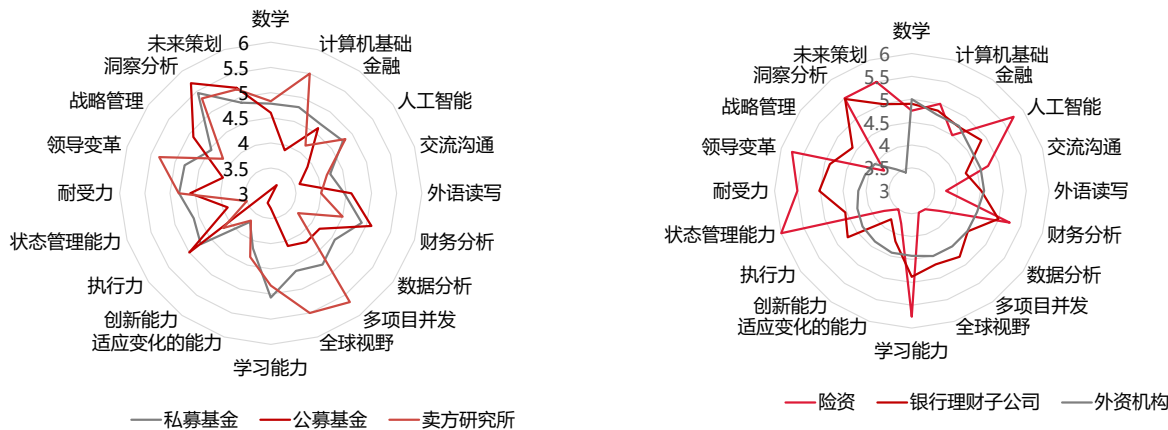 数学
计算机基础
金融
人工智能
交流沟通
外语读写
财务分析
数据分析
多项目并发
全球视野
学习能力
适应变化的能力
创新能力
执行力
状态管理能力
耐受力
领导变革
战略管理
洞察分析
未来策划
6
5.5
5
4.5
4
3.5
3
私募基金 公募基金 卖方研究所
数学
计算机基础
金融
人工智能
交流沟通
外语读写
财务分析
数据分析
多项目并发
全球视野
学习能力
适应变化的能力
创新能力
执行力
状态管理能力
耐受力
领导变革
战略管理
洞察分析
未来策划
6
5.5
5
4.5
4
3.5
3
险资 银行理财子公司 外资机构